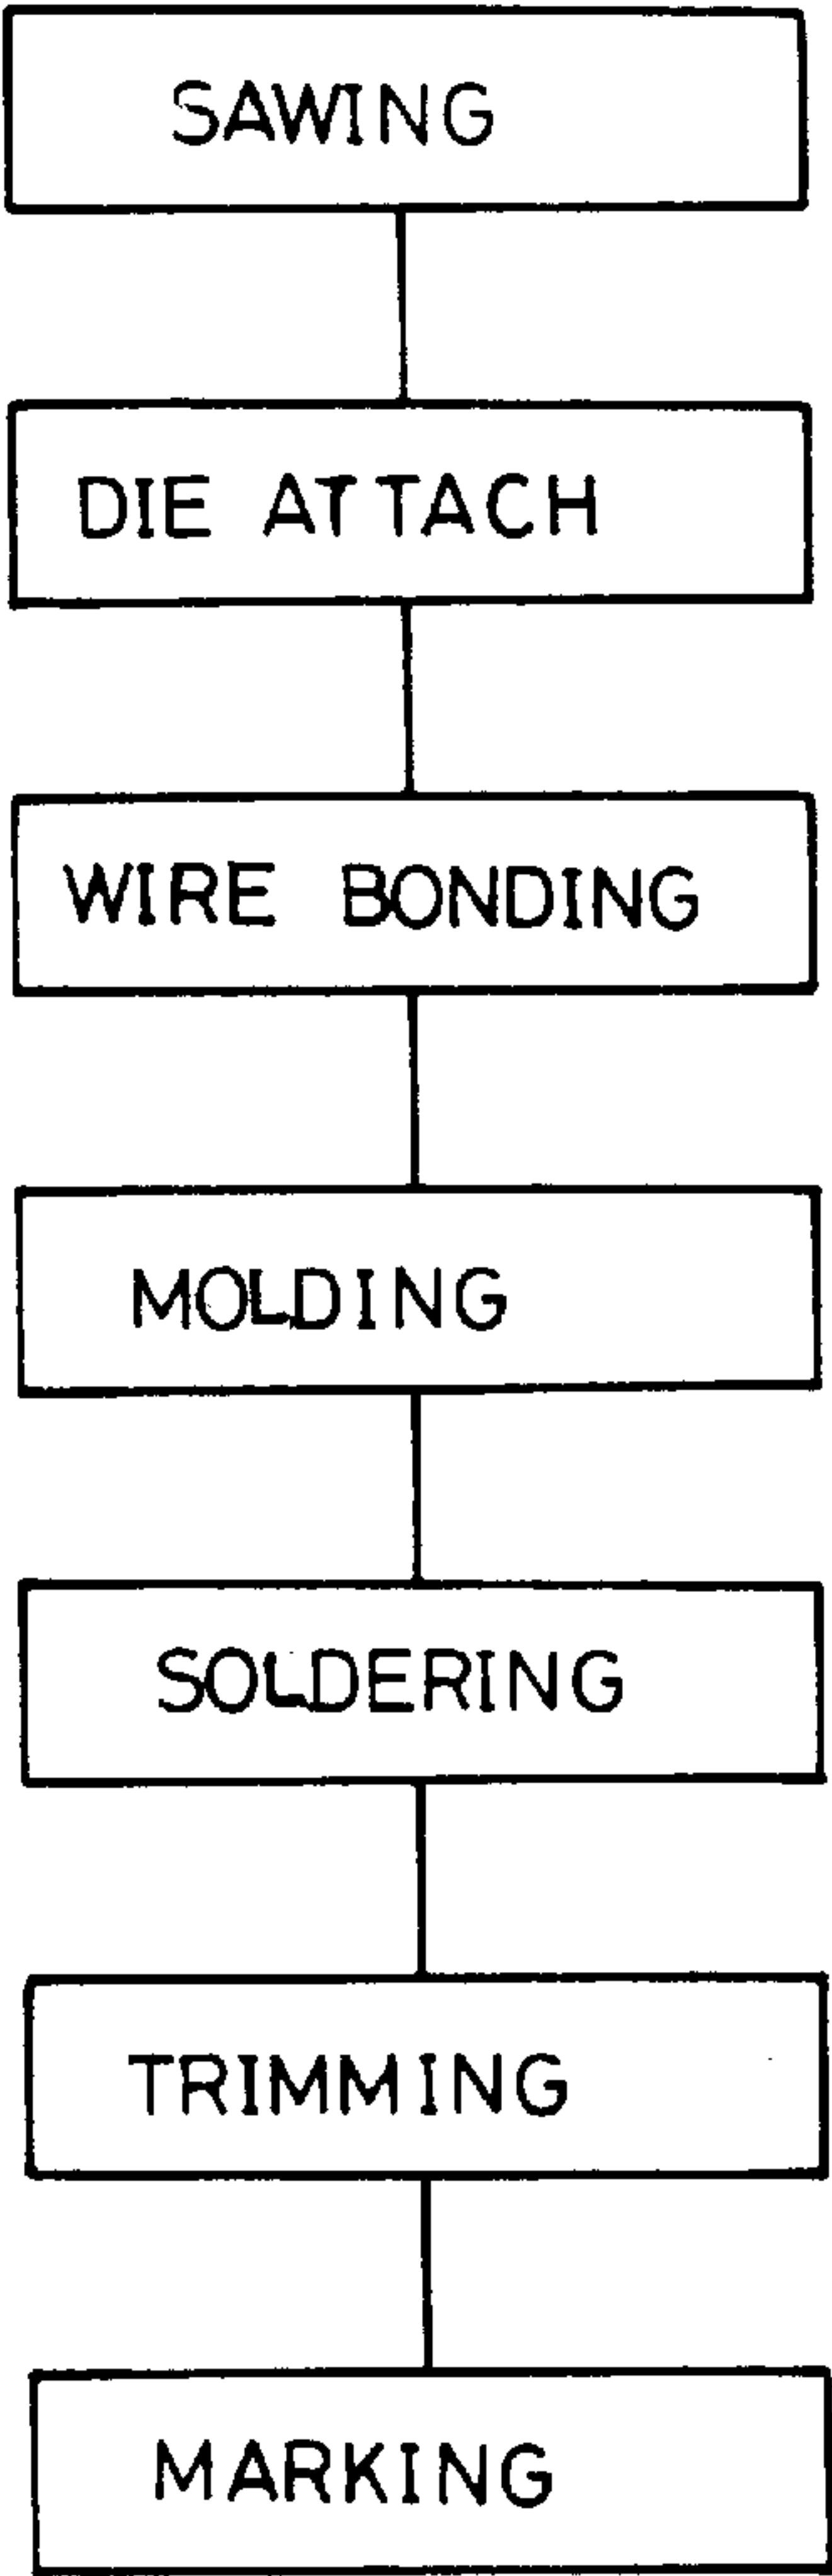 SAWING
DIE ATTACH
WIRE BONDING
MOLDING
SOLDERING
TRIMMING
MARKING